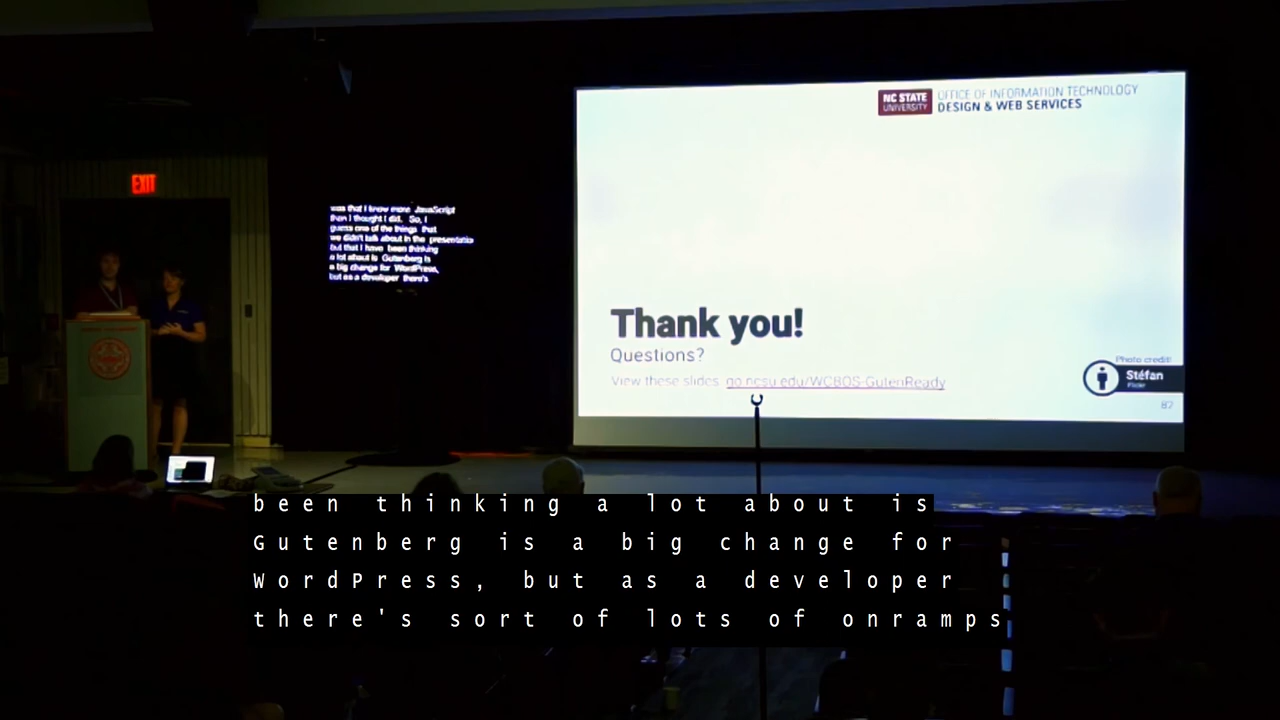 NC STATE
UNIVERSITY
OFFICE OF INFORMATION TECHNOLOGY
DESIGN & WEB SERVICES
EXIT
was that I know more JavaScript
than I thought I did. So, I
guess one of the things that
we didn't talk about in the presentatio
but that I have been thinking
a lot about is Gutenberg is
a big change for WordPress,
but as a developer there's
Thank you!
Questions?
View these slides go.ncsu.edu/WCBOS-GutenReady
Photo credit:
Stéfan
Flickr
82
been thinking a lot about is
Gutenberg is a big change for
WordPress, but as a developer
there's sort of lots of onramps